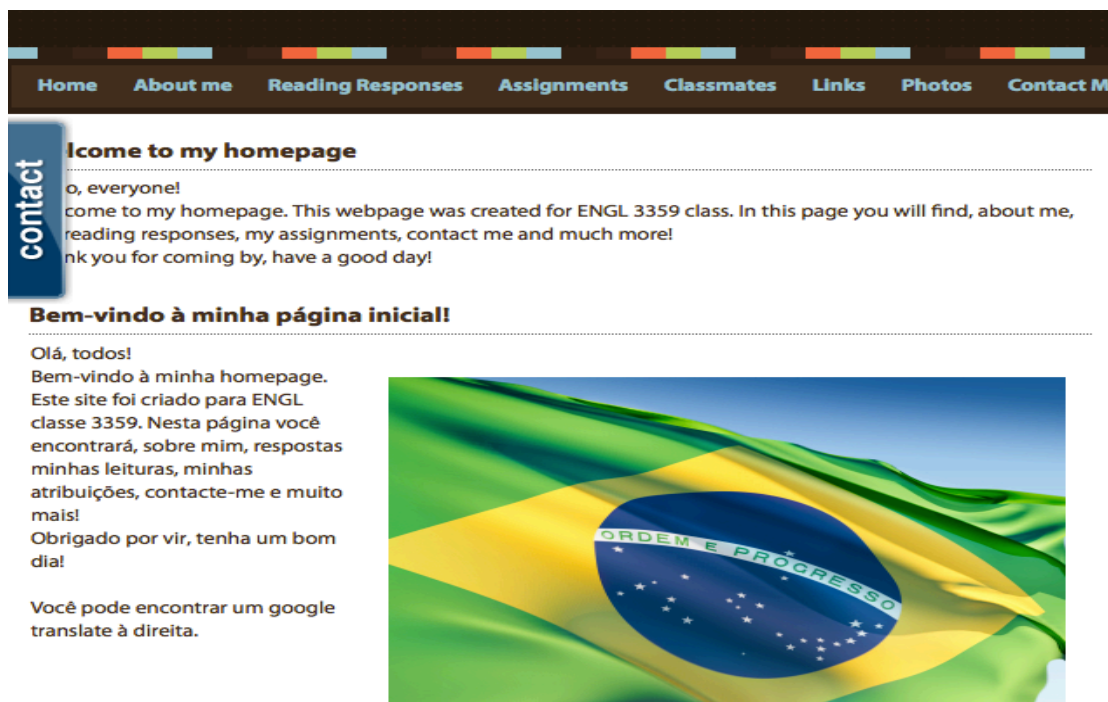 Home About me Reading Responses Assignments Classmates Links Photos Contact M
contact
lcome to my homepage
o, everyone!
come to my homepage. This webpage was created for ENGL 3359 class. In this page you will find, about me,
reading responses, my assignments, contact me and much more!
nk you for coming by, have a good day!
Bem-vindo à minha página inicial!
Olá, todos!
Bem-vindo à minha homepage.
Este site foi criado para ENGL
classe 3359. Nesta página você
encontrará, sobre mim, respostas
minhas leituras, minhas
atribuições, contacte-me e muito
mais!
Obrigado por vir, tenha um bom
dia!
Você pode encontrar um google
translate à direita.
ORDEM E PROGRESSO